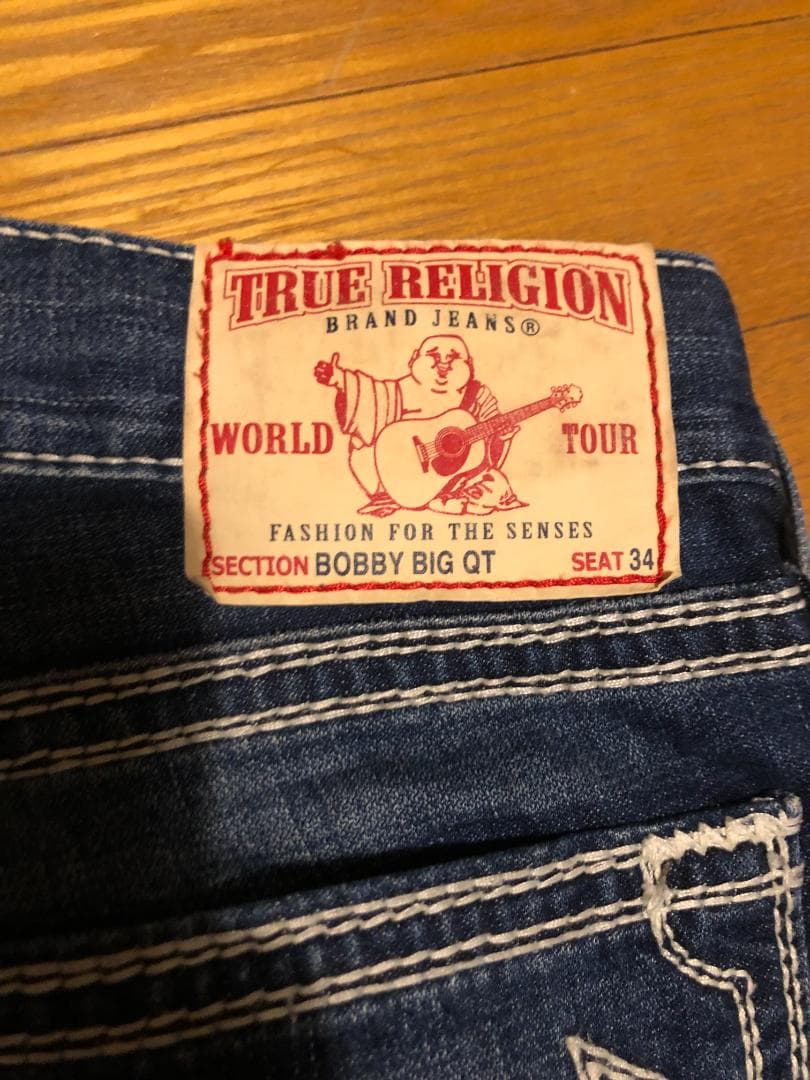 TRUE RELIGION
BRAND JEANS®
WORLD TOUR
FASHION FOR THE SENSES
SECTION BOBBY BIG QT SEAT 34